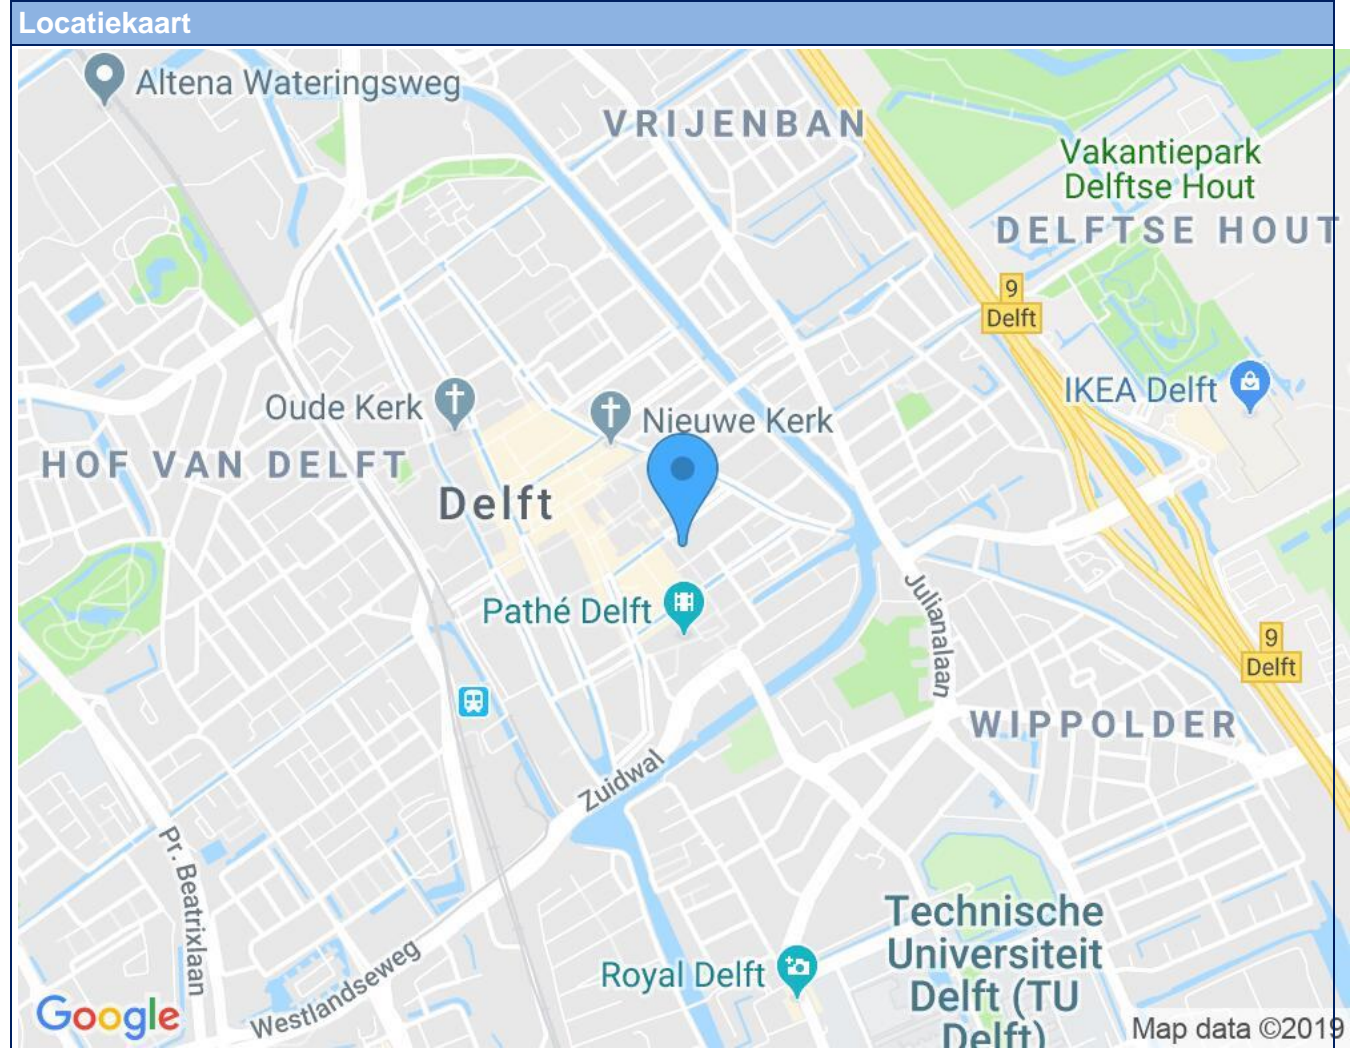 Locatiekaart
Altena Wateringsweg
VRIJENBAN
Vakantiepark
Delftse Hout
DELFTSE HOUT
9
Delft
IKEA Delft
Oude Kerk
Nieuwe Kerk
HOF VAN DELFT
Delft
Pathé Delft
Julianalaan
9
Delft
WIPPOLDER
Zuidwal
Pr. Beatrixlaan
Technische
Universiteit
Delft (TU
Delft)
Royal Delft
Westlandseweg
Google
Map data ©2019